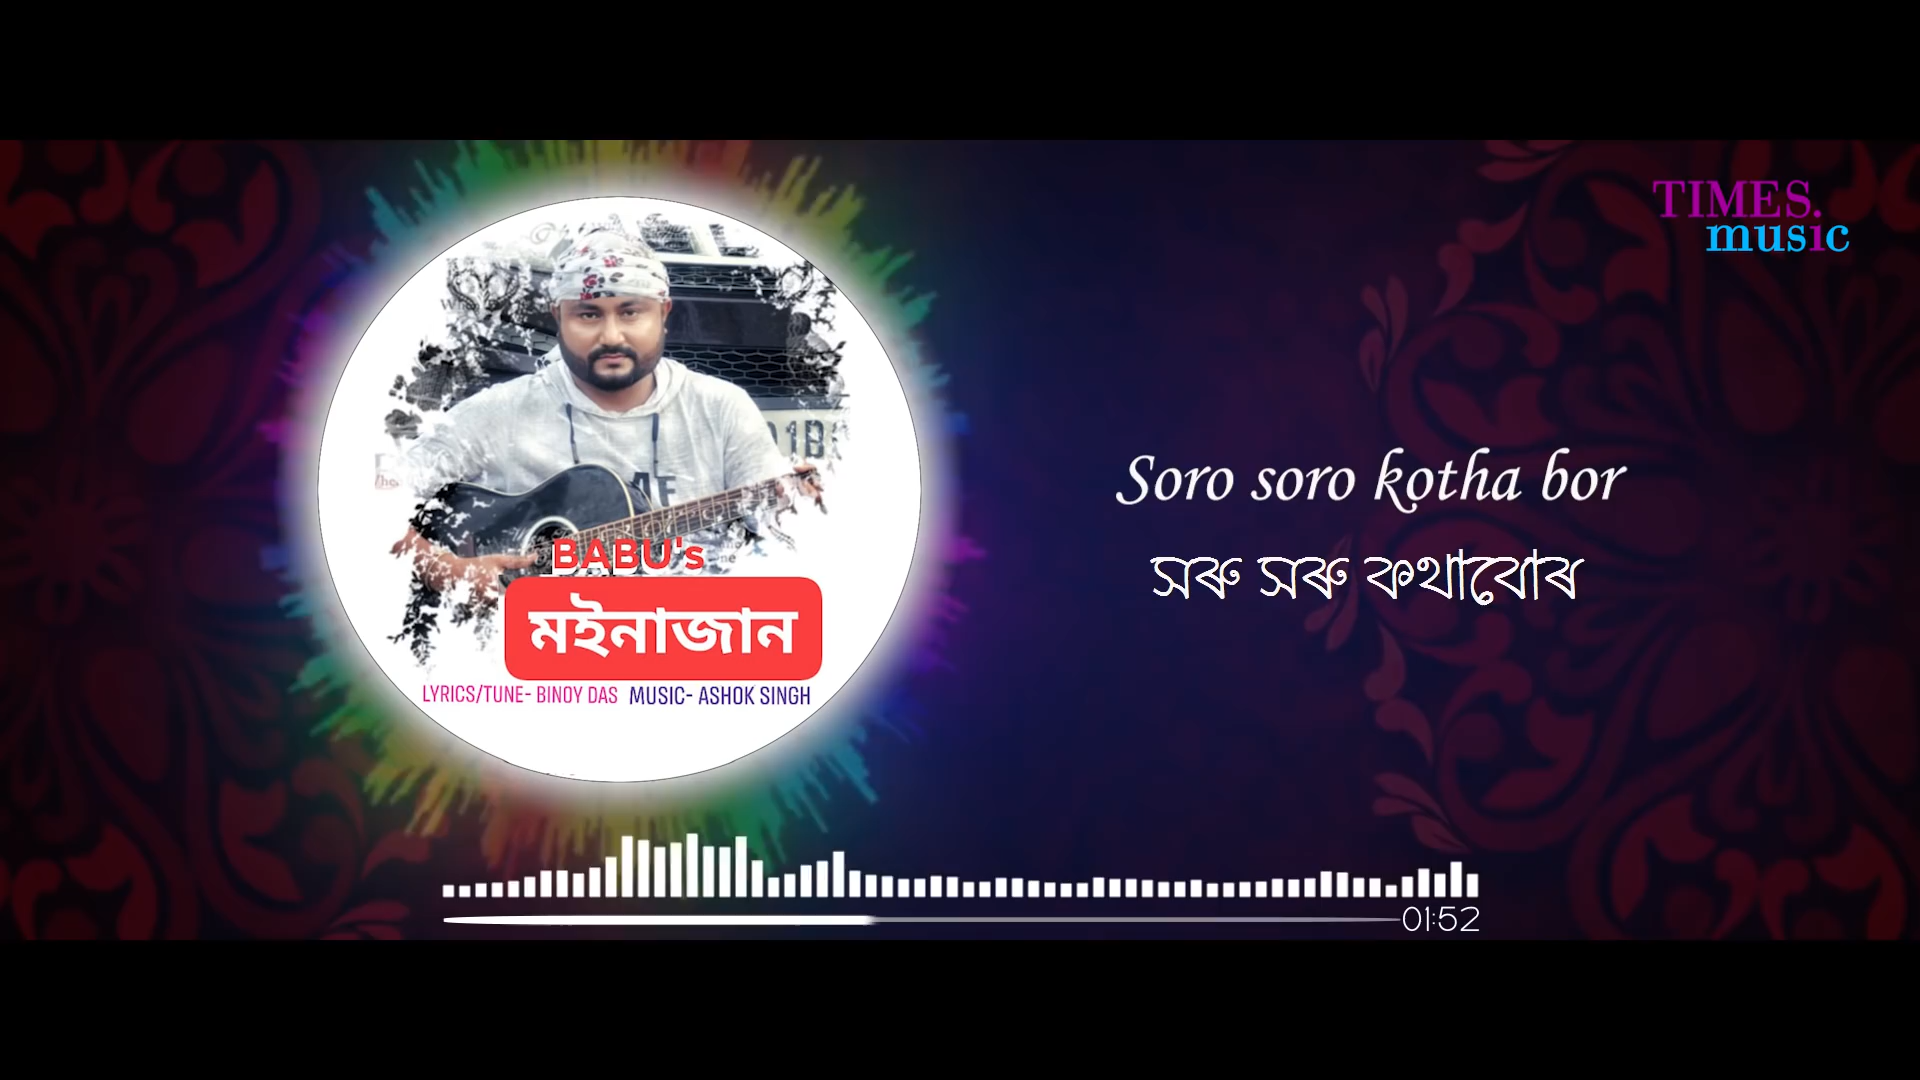 TIMES.
music
1B
BABU's
মইনাজান
LYRICS/TUNE- BINOY DAS MUSIC- ASHOK SINGH
Soro soro kotha bor
সৰু সৰু কথাবোৰ
01:52